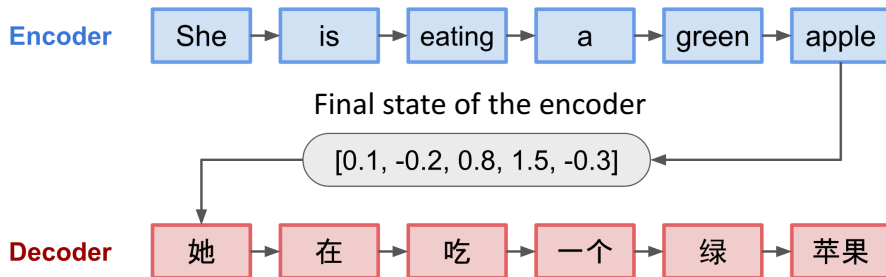 Encoder She is eating a green apple
Final state of the encoder
[0.1, -0.2, 0.8, 1.5, -0.3]
Decoder 她 在 吃 一个 绿 苹果